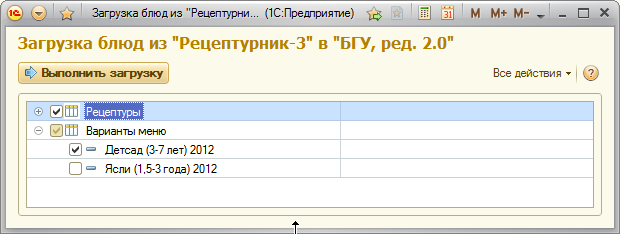 Загрузка блюд из "Рецептурни... (1С:Предприятие)
M M+ M-
Загрузка блюд из "Рецептурник-3" в "БГУ, ред. 2.0"
Выполнить загрузку
Все действия
?
Рецептуры
Варианты меню
Детсад (3-7 лет) 2012
Ясли (1,5-3 года) 2012